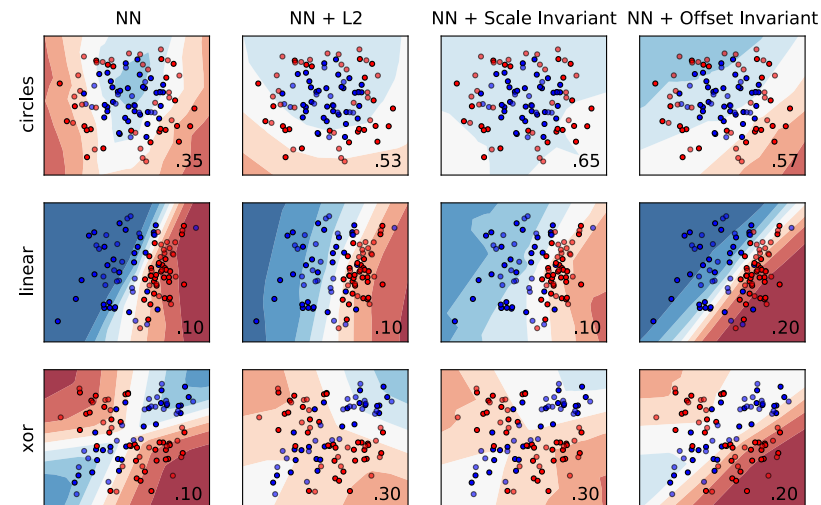 NN NN + L2 NN + Scale Invariant NN + Offset Invariant
circles
.35 .53 .65 .57
linear
.10 .10 .10 .20
xor
.10 .30 .30 .20